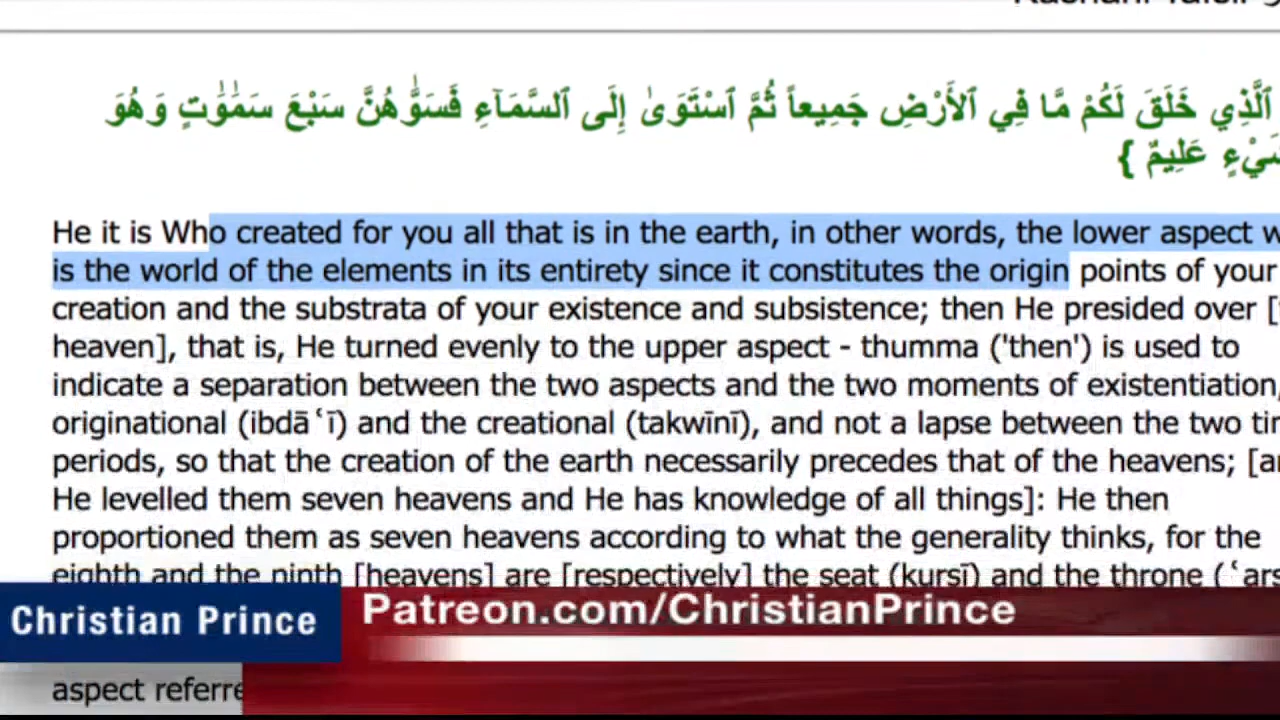 ٱلَّذِي خَلَقَ لَكُمْ مَّا فِي ٱلأَرْضِ جَمِيعاً ثُمَّ ٱسْتَوَىٰ إِلَى ٱلسَّمَآءِ فَسَوَّٰهُنَّ سَبْعَ سَمَٰوَٰتٍ وَهُوَ
عَلِيمٌ }
He it is Who created for you all that is in the earth, in other words, the lower aspect
is the world of the elements in its entirety since it constitutes the origin points of your
creation and the substrata of your existence and subsistence; then He presided over
heaven], that is, He turned evenly to the upper aspect - thumma ('then') is used to
indicate a separation between the two aspects and the two moments of existentiation,
originational (ibdāʿī) and the creational (takwīnī), and not a lapse between the two
periods, so that the creation of the earth necessarily precedes that of the heavens;
He levelled them seven heavens and He has knowledge of all things]: He then
proportioned them as seven heavens according to what the generality thinks, for the
eighth and the ninth [heavens] are [respectively] the seat (kursī) and the throne
Christian Prince
Patreon.com/ChristianPrince
aspect